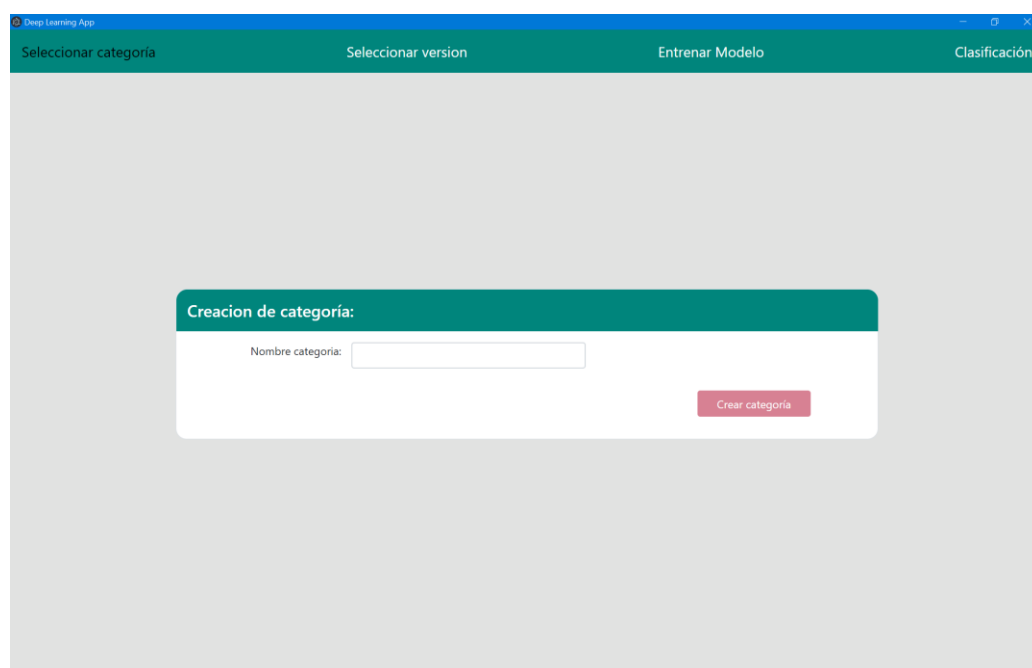 Deep Learning App
Seleccionar categoría Seleccionar version Entrenar Modelo Clasificación
Creacion de categoría:
Nombre categoria:
Crear categoría